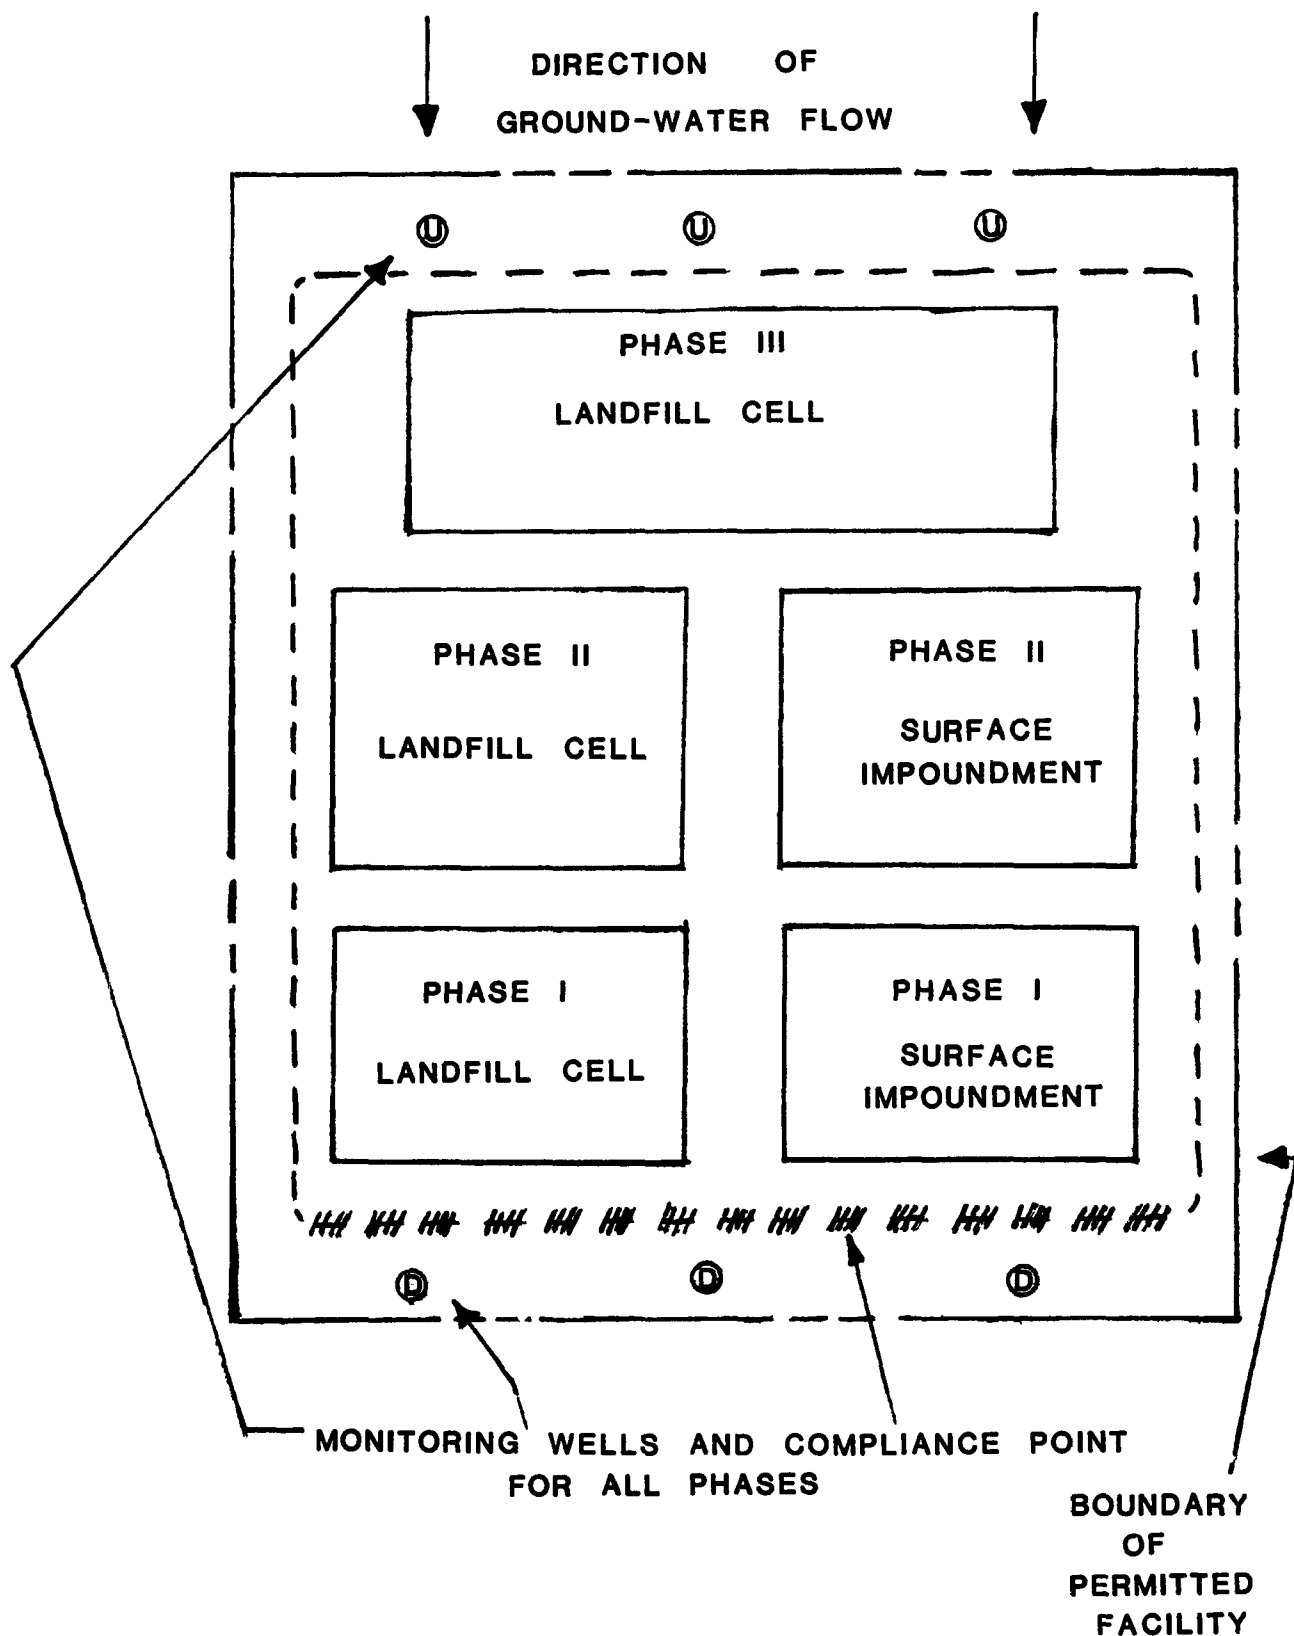 DIRECTION OF
GROUND-WATER FLOW
U U U
PHASE III
LANDFILL CELL
PHASE II
LANDFILL CELL
PHASE II
SURFACE
IMPOUNDMENT
PHASE I
LANDFILL CELL
PHASE I
SURFACE
IMPOUNDMENT
D D D
MONITORING WELLS AND COMPLIANCE POINT
FOR ALL PHASES
BOUNDARY
OF
PERMITTED
FACILITY